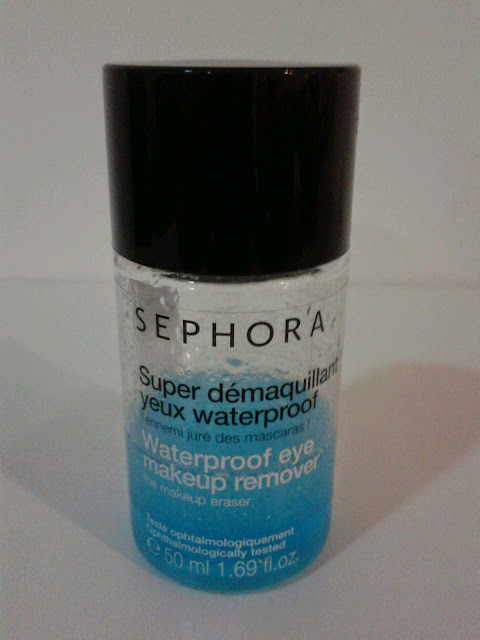 SEPHORA
Super démaquillant
yeux waterproof
l'ennemi juré des mascaras !
Waterproof eye
makeup remover
the makeup eraser
Testé ophtalmologiquement
Ophthalmologically tested
℮ 50 ml 1.69 fl.oz.